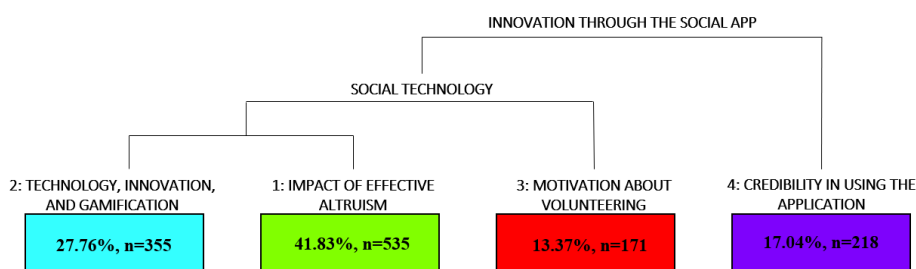 INNOVATION THROUGH THE SOCIAL APP
SOCIAL TECHNOLOGY
2: TECHNOLOGY, INNOVATION,
AND GAMIFICATION
1: IMPACT OF EFFECTIVE
ALTRUISM
3: MOTIVATION ABOUT
VOLUNTEERING
4: CREDIBILITY IN USING THE
APPLICATION
27.76%, n=355
41.83%, n=535
13.37%, n=171
17.04%, n=218